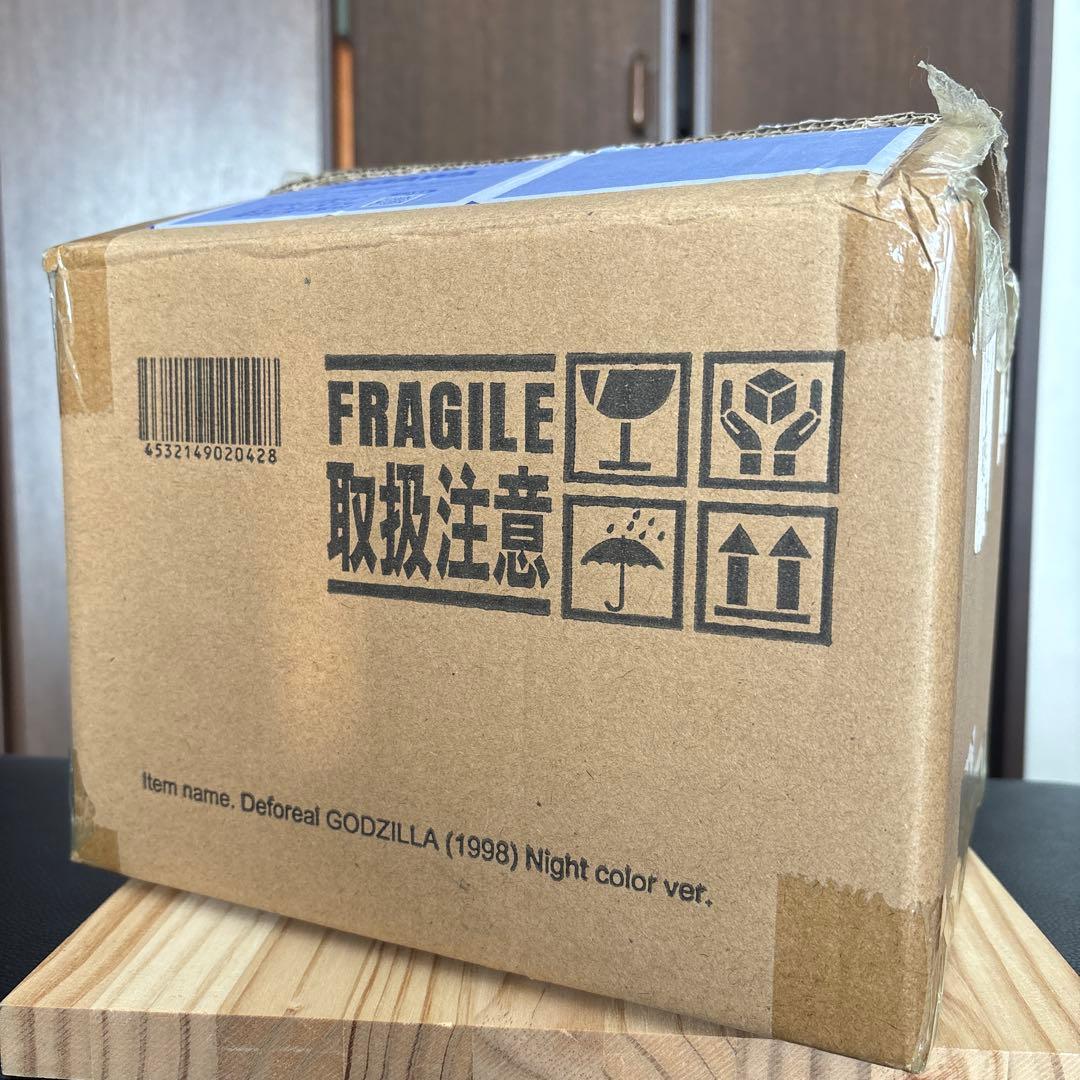 4532149020428
FRAGILE
取扱注意
Item name. Deforeal GODZILLA (1998) Night color ver.